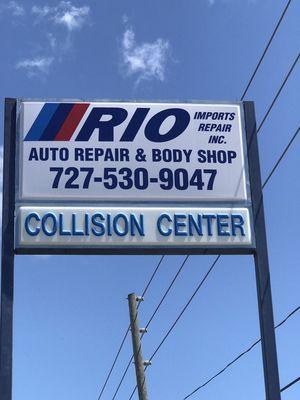 RIO
IMPORTS
REPAIR
INC.
AUTO REPAIR & BODY SHOP
727-530-9047
COLLISION CENTER